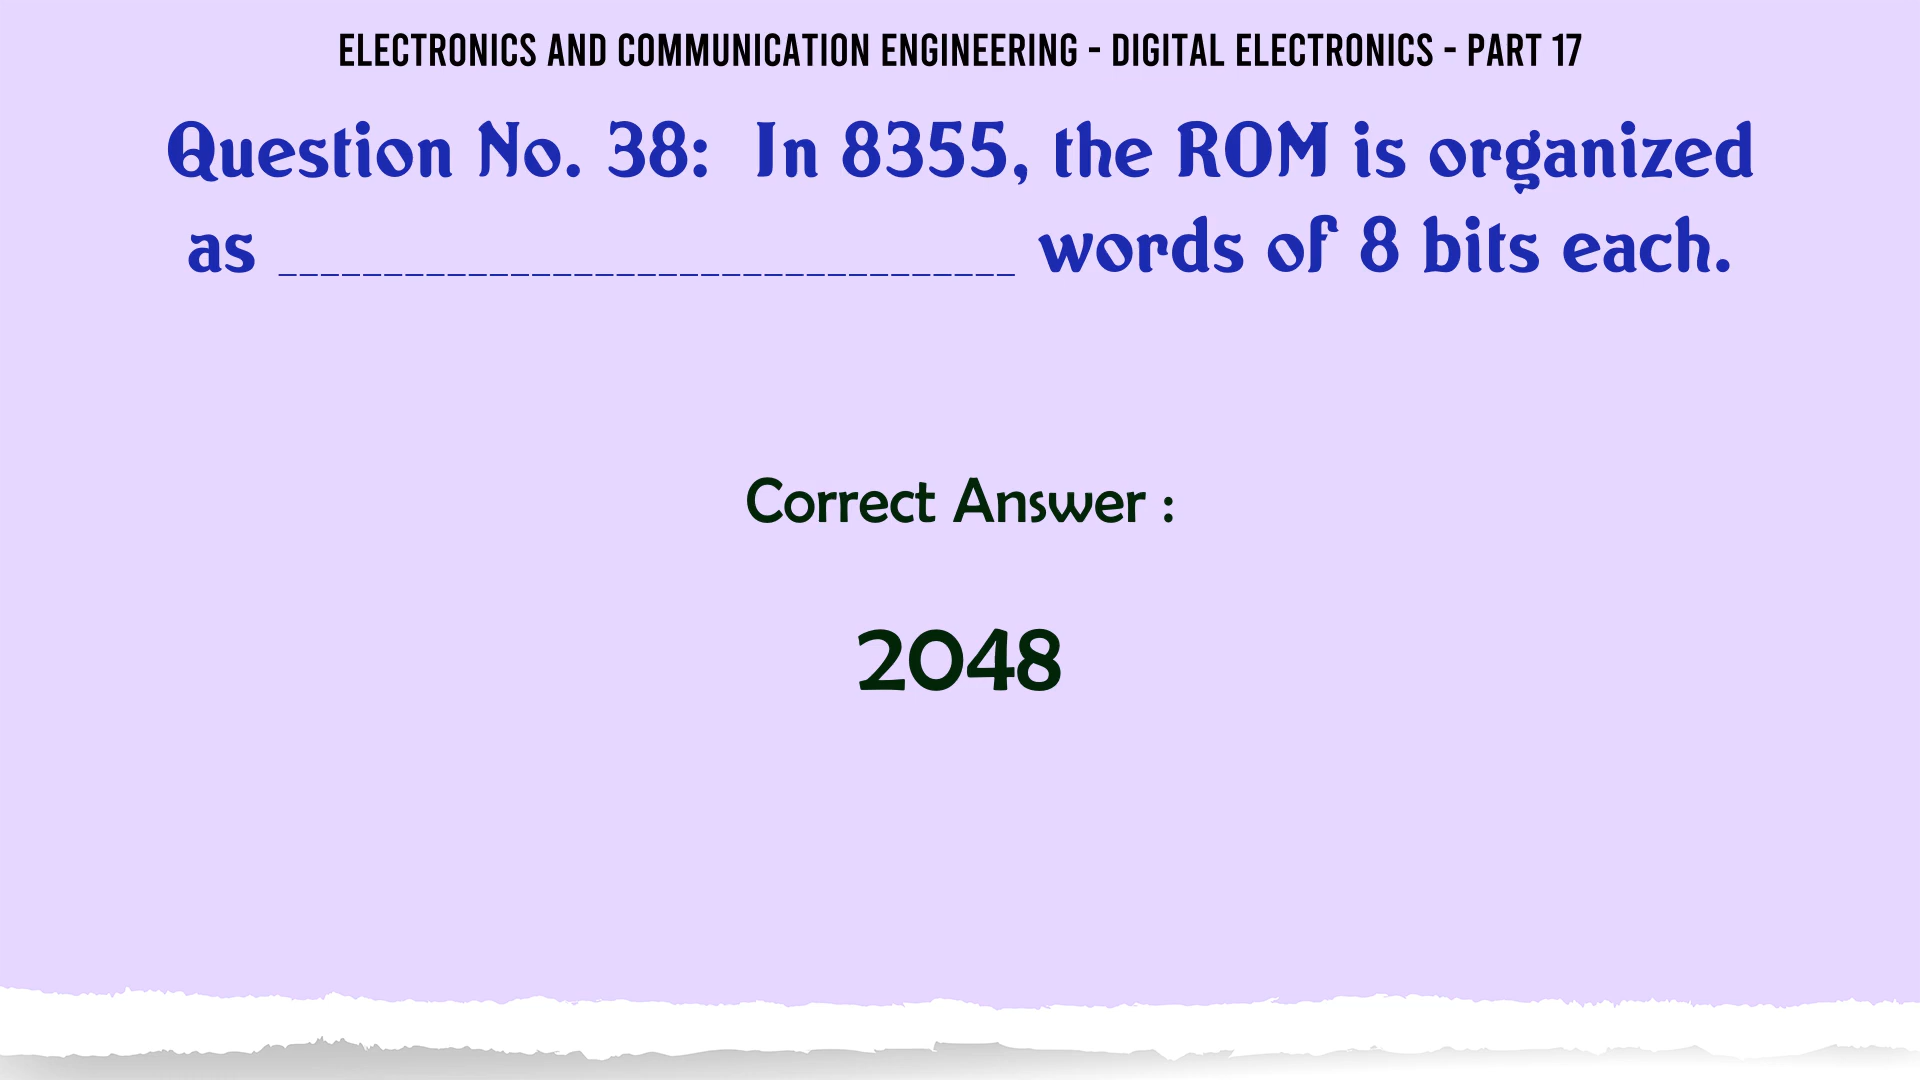 ELECTRONICS AND COMMUNICATION ENGINEERING - DIGITAL ELECTRONICS - PART 17
Question No. 38: In 8355, the ROM is organized
as ___________________________________ words of 8 bits each.
Correct Answer :
2048